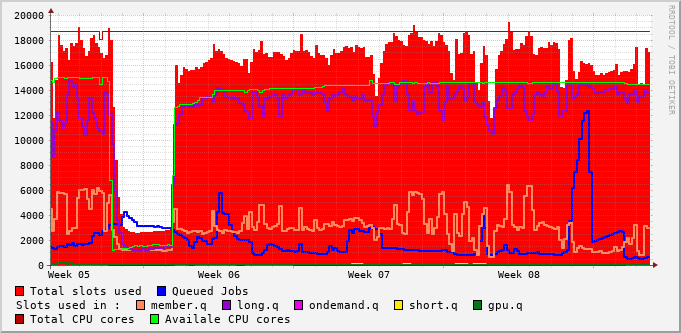 20000
18000
16000
14000
12000
10000
8000
6000
4000
2000
0
Week 05 Week 06 Week 07 Week 08
RRDTOOL / TOBI OETIKER
Total slots used Queued Jobs
Slots used in : member.q long.q ondemand.q short.q gpu.q
Total CPU cores Availale CPU cores